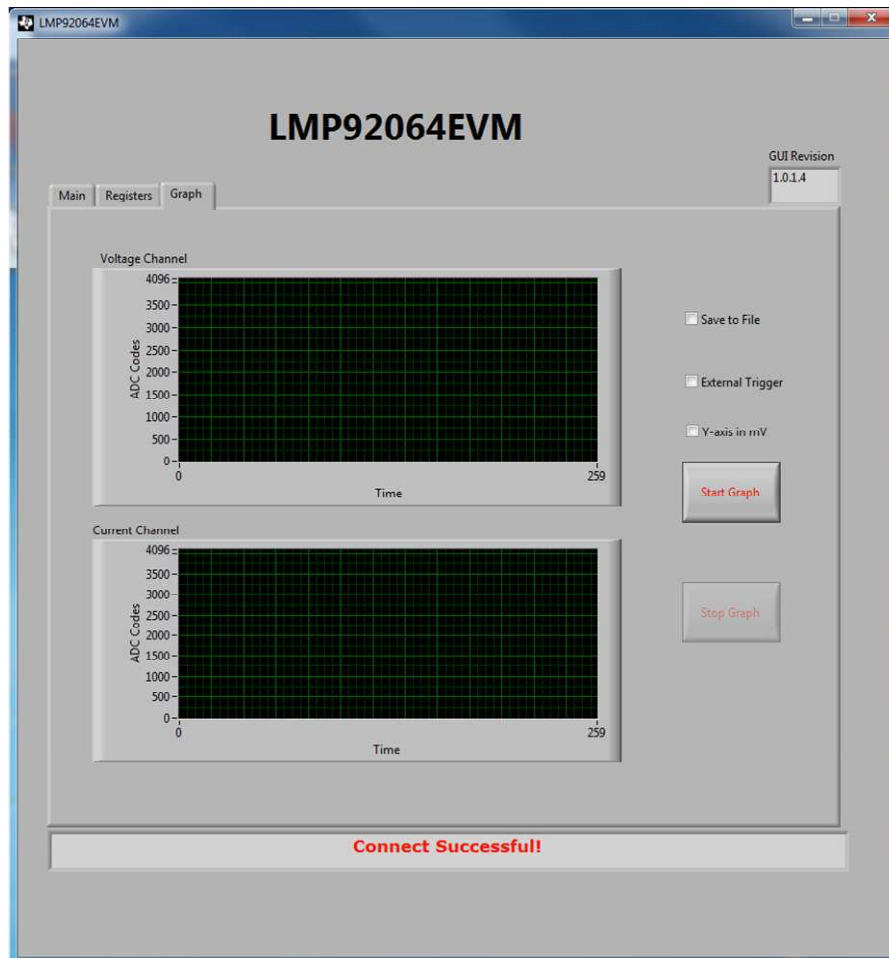 LMP92064EVM
LMP92064EVM
GUI Revision
1.0.1.4
Main Registers Graph
Voltage Channel
4096
3500
3000
2500
2000
1500
1000
500
0
ADC Codes
0 259
Time
Save to File
External Trigger
Y-axis in mV
Start Graph
Current Channel
4096
3500
3000
2500
2000
1500
1000
500
0
ADC Codes
0 259
Time
Stop Graph
Connect Successful!